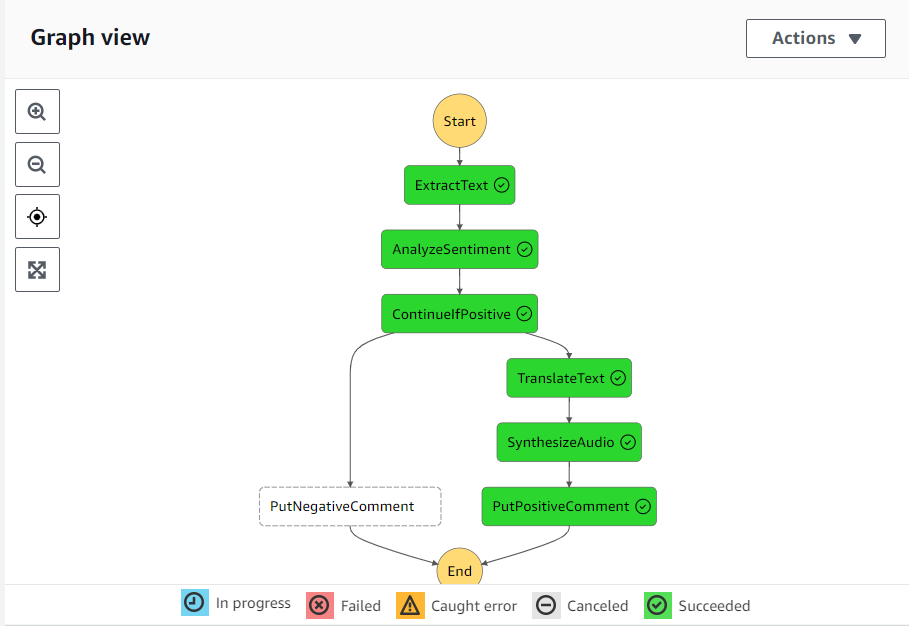 Graph view
Actions
Start
ExtractText
AnalyzeSentiment
ContinueIfPositive
TranslateText
SynthesizeAudio
PutNegativeComment
PutPositiveComment
End
In progress
Failed
Caught error
Canceled
Succeeded